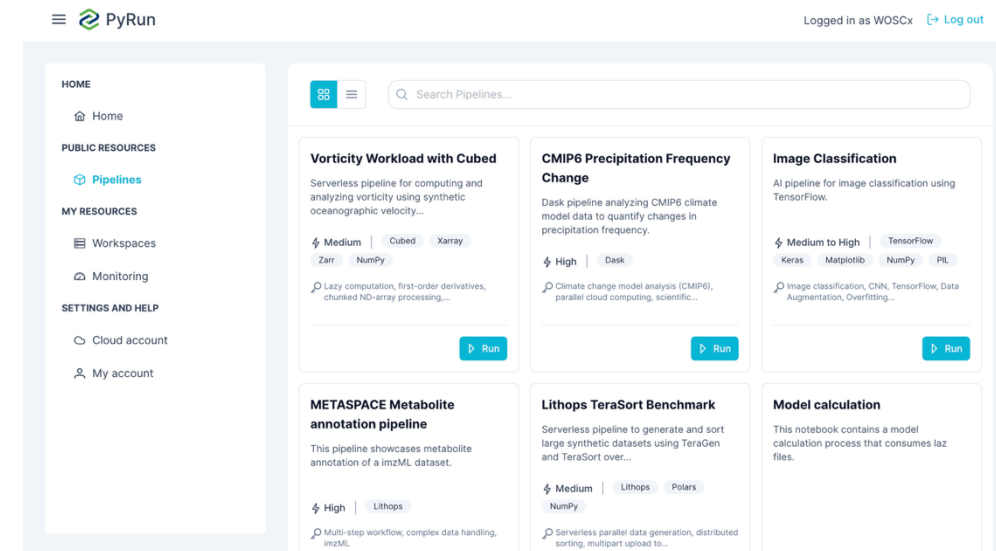 PyRun
Logged in as WOSCx
Log out
HOME
Home
PUBLIC RESOURCES
Pipelines
MY RESOURCES
Workspaces
Monitoring
SETTINGS AND HELP
Cloud account
My account
Search Pipelines...
Vorticity Workload with Cubed
Serverless pipeline for computing and
analyzing vorticity using synthetic
oceanographic velocity...
Medium | Cubed Xarray
Zarr NumPy
Lazy computation, first-order derivatives,
chunked ND-array processing,...
Run
CMIP6 Precipitation Frequency
Change
Dask pipeline analyzing CMIP6 climate
model data to quantify changes in
precipitation frequency.
High | Dask
Climate change model analysis (CMIP6),
parallel cloud computing, scientific...
Run
Image Classification
AI pipeline for image classification using
TensorFlow.
Medium to High | TensorFlow
Keras Matplotlib NumPy PIL
Image classification, CNN, TensorFlow, Data
Augmentation, Overfitting...
Run
METASPACE Metabolite
annotation pipeline
This pipeline showcases metabolite
annotation of a imzML dataset.
High | Lithops
Multi-step workflow, complex data handling,
imzML
Lithops TeraSort Benchmark
Serverless pipeline to generate and sort
large synthetic datasets using TeraGen
and TeraSort over...
Medium | Lithops Polars
NumPy
Serverless parallel data generation, distributed
sorting, multipart upload to...
Model calculation
This notebook contains a model
calculation process that consumes laz
files.